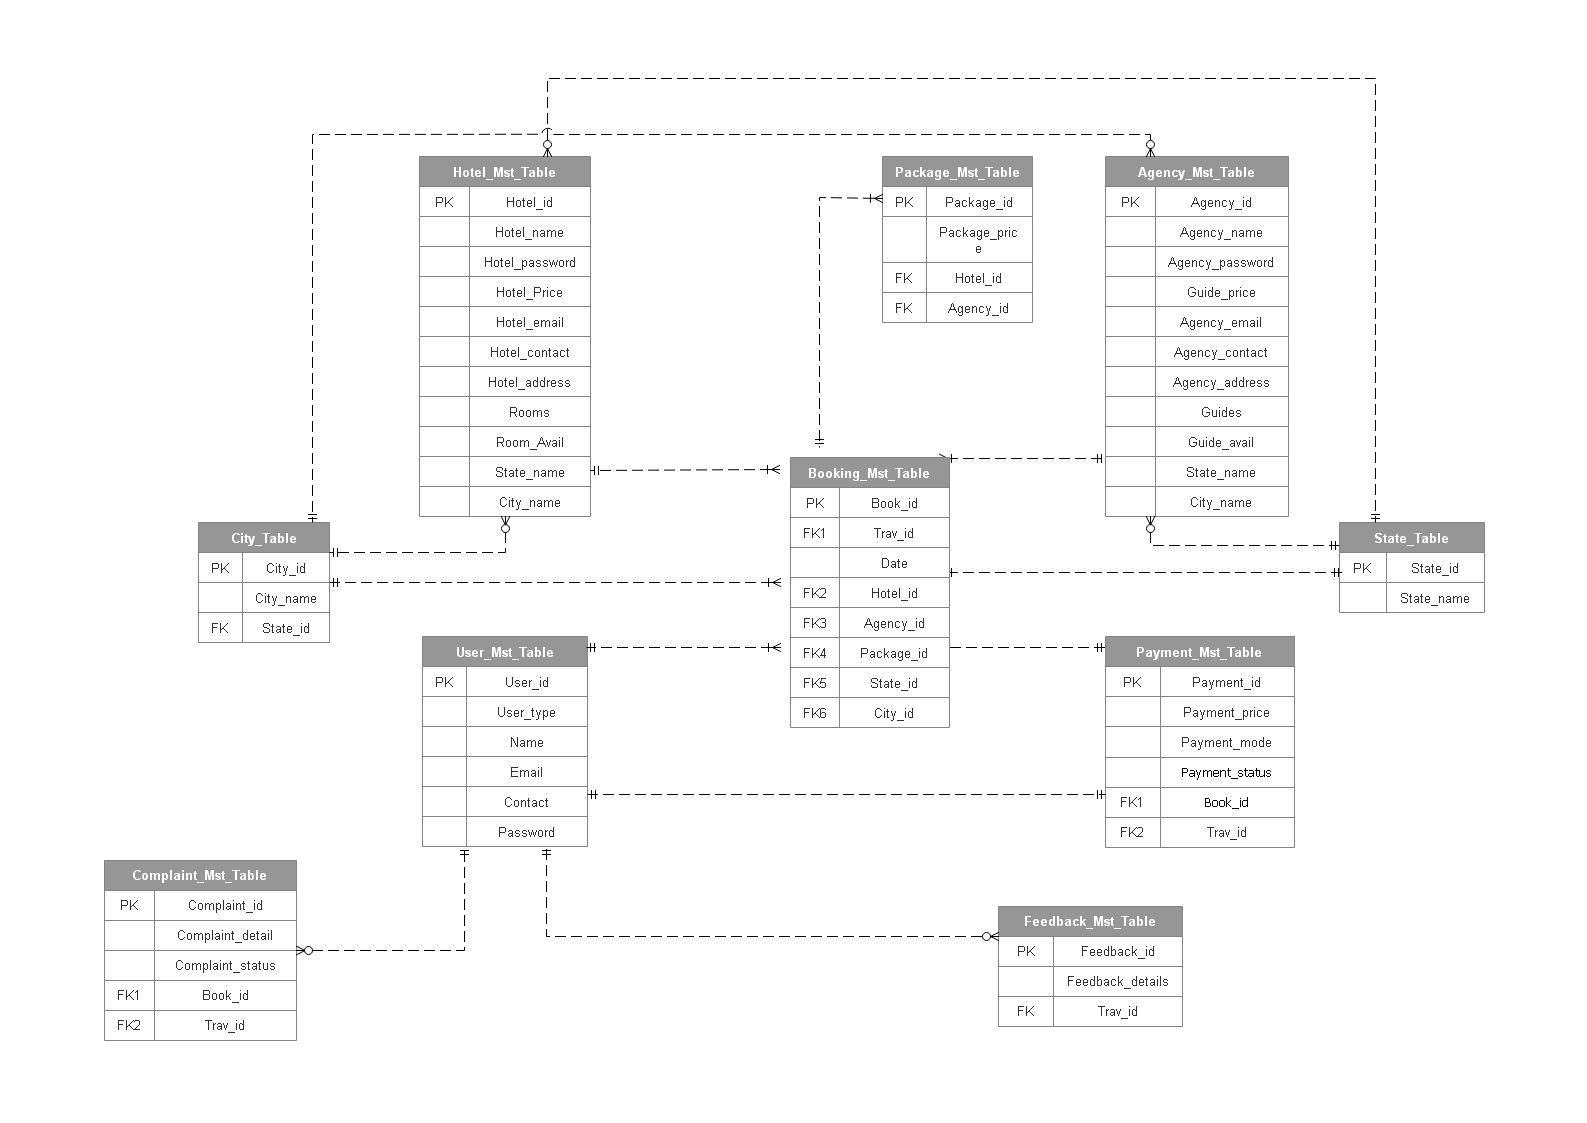 Hotel_Mst_Table
PK Hotel_id
Hotel_name
Hotel_password
Hotel_Price
Hotel_email
Hotel_contact
Hotel_address
Rooms
Room_Avail
State_name
City_name
Package_Mst_Table
PK Package_id
Package_pric
e
FK Hotel_id
FK Agency_id
Agency_Mst_Table
PK Agency_id
Agency_name
Agency_password
Guide_price
Agency_email
Agency_contact
Agency_address
Guides
Guide_avail
State_name
City_name
City_Table
PK City_id
City_name
FK State_id
Booking_Mst_Table
PK Book_id
FK1 Trav_id
Date
FK2 Hotel_id
FK3 Agency_id
FK4 Package_id
FK5 State_id
FK6 City_id
State_Table
PK State_id
State_name
User_Mst_Table
PK User_id
User_type
Name
Email
Contact
Password
Payment_Mst_Table
PK Payment_id
Payment_price
Payment_mode
Payment_status
FK1 Book_id
FK2 Trav_id
Complaint_Mst_Table
PK Complaint_id
Complaint_detail
Complaint_status
FK1 Book_id
FK2 Trav_id
Feedback_Mst_Table
PK Feedback_id
Feedback_details
FK Trav_id